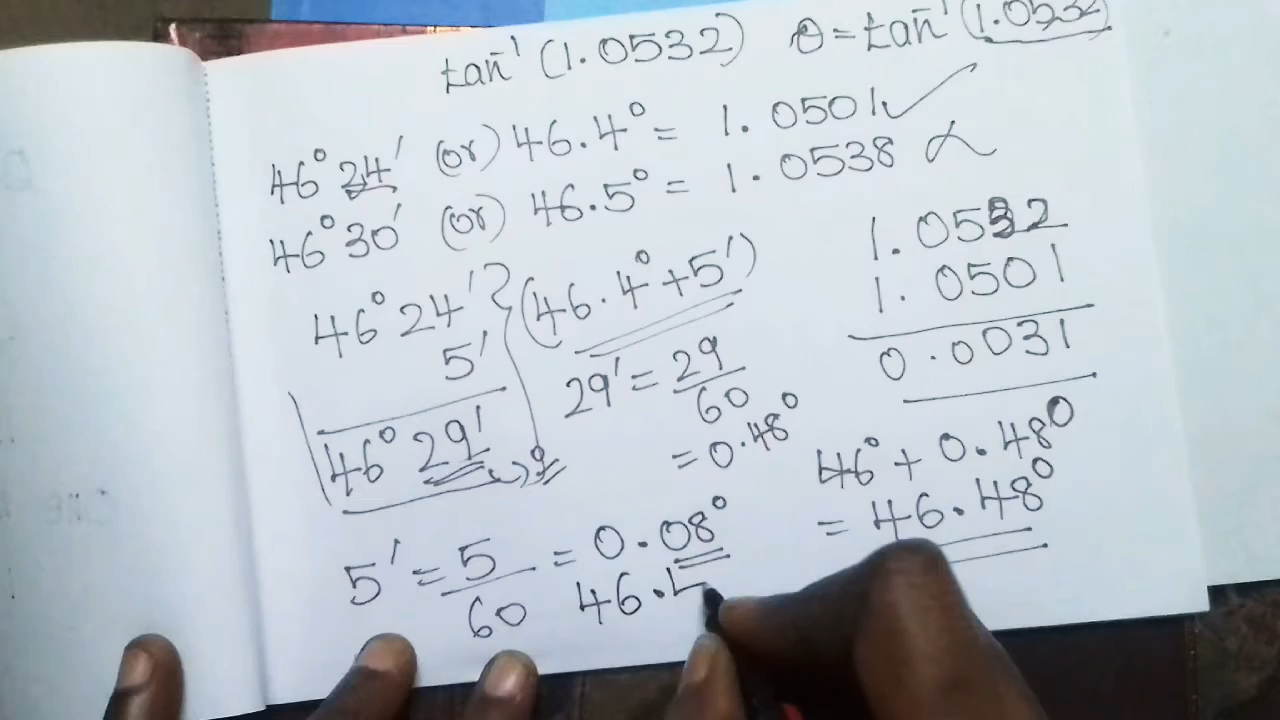 tan⁻¹(1.0532) θ = tan⁻¹(1.0532)
46°24' (or) 46.4° = 1.0501 ✓
46°30' (or) 46.5° = 1.0538
46°24'
5'
46°29'
(46.4° + 5')
29' = 29/60
= 0.48°
1.0532
1.0501
0.0031
46° + 0.48°
= 46.48°
5' = 5/60 = 0.08°
46.4